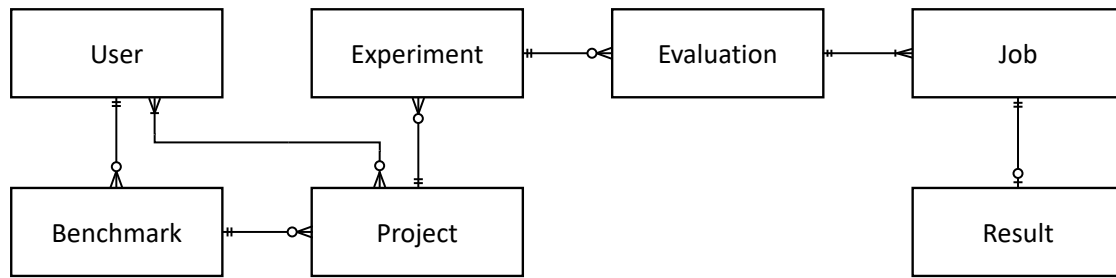 User
Experiment
Evaluation
Job
Benchmark
Project
Result